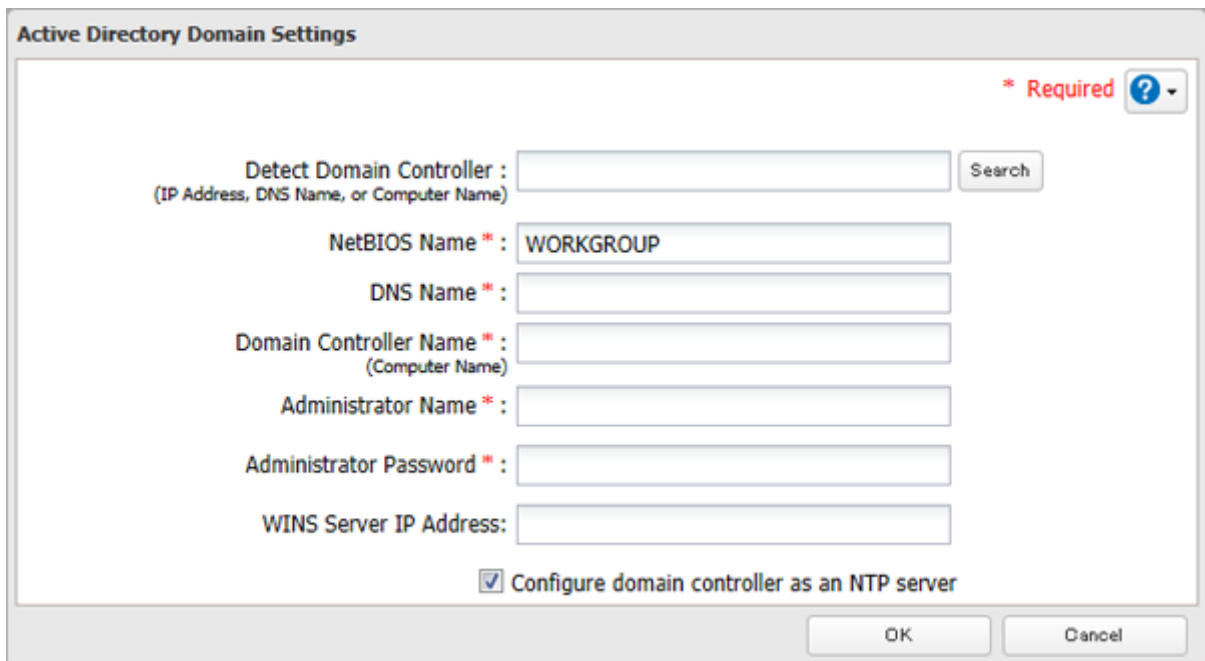 Active Directory Domain Settings
* Required
Detect Domain Controller :
(IP Address, DNS Name, or Computer Name)
Search
NetBIOS Name * : WORKGROUP
DNS Name * :
Domain Controller Name * :
(Computer Name)
Administrator Name * :
Administrator Password * :
WINS Server IP Address:
Configure domain controller as an NTP server
OK Cancel